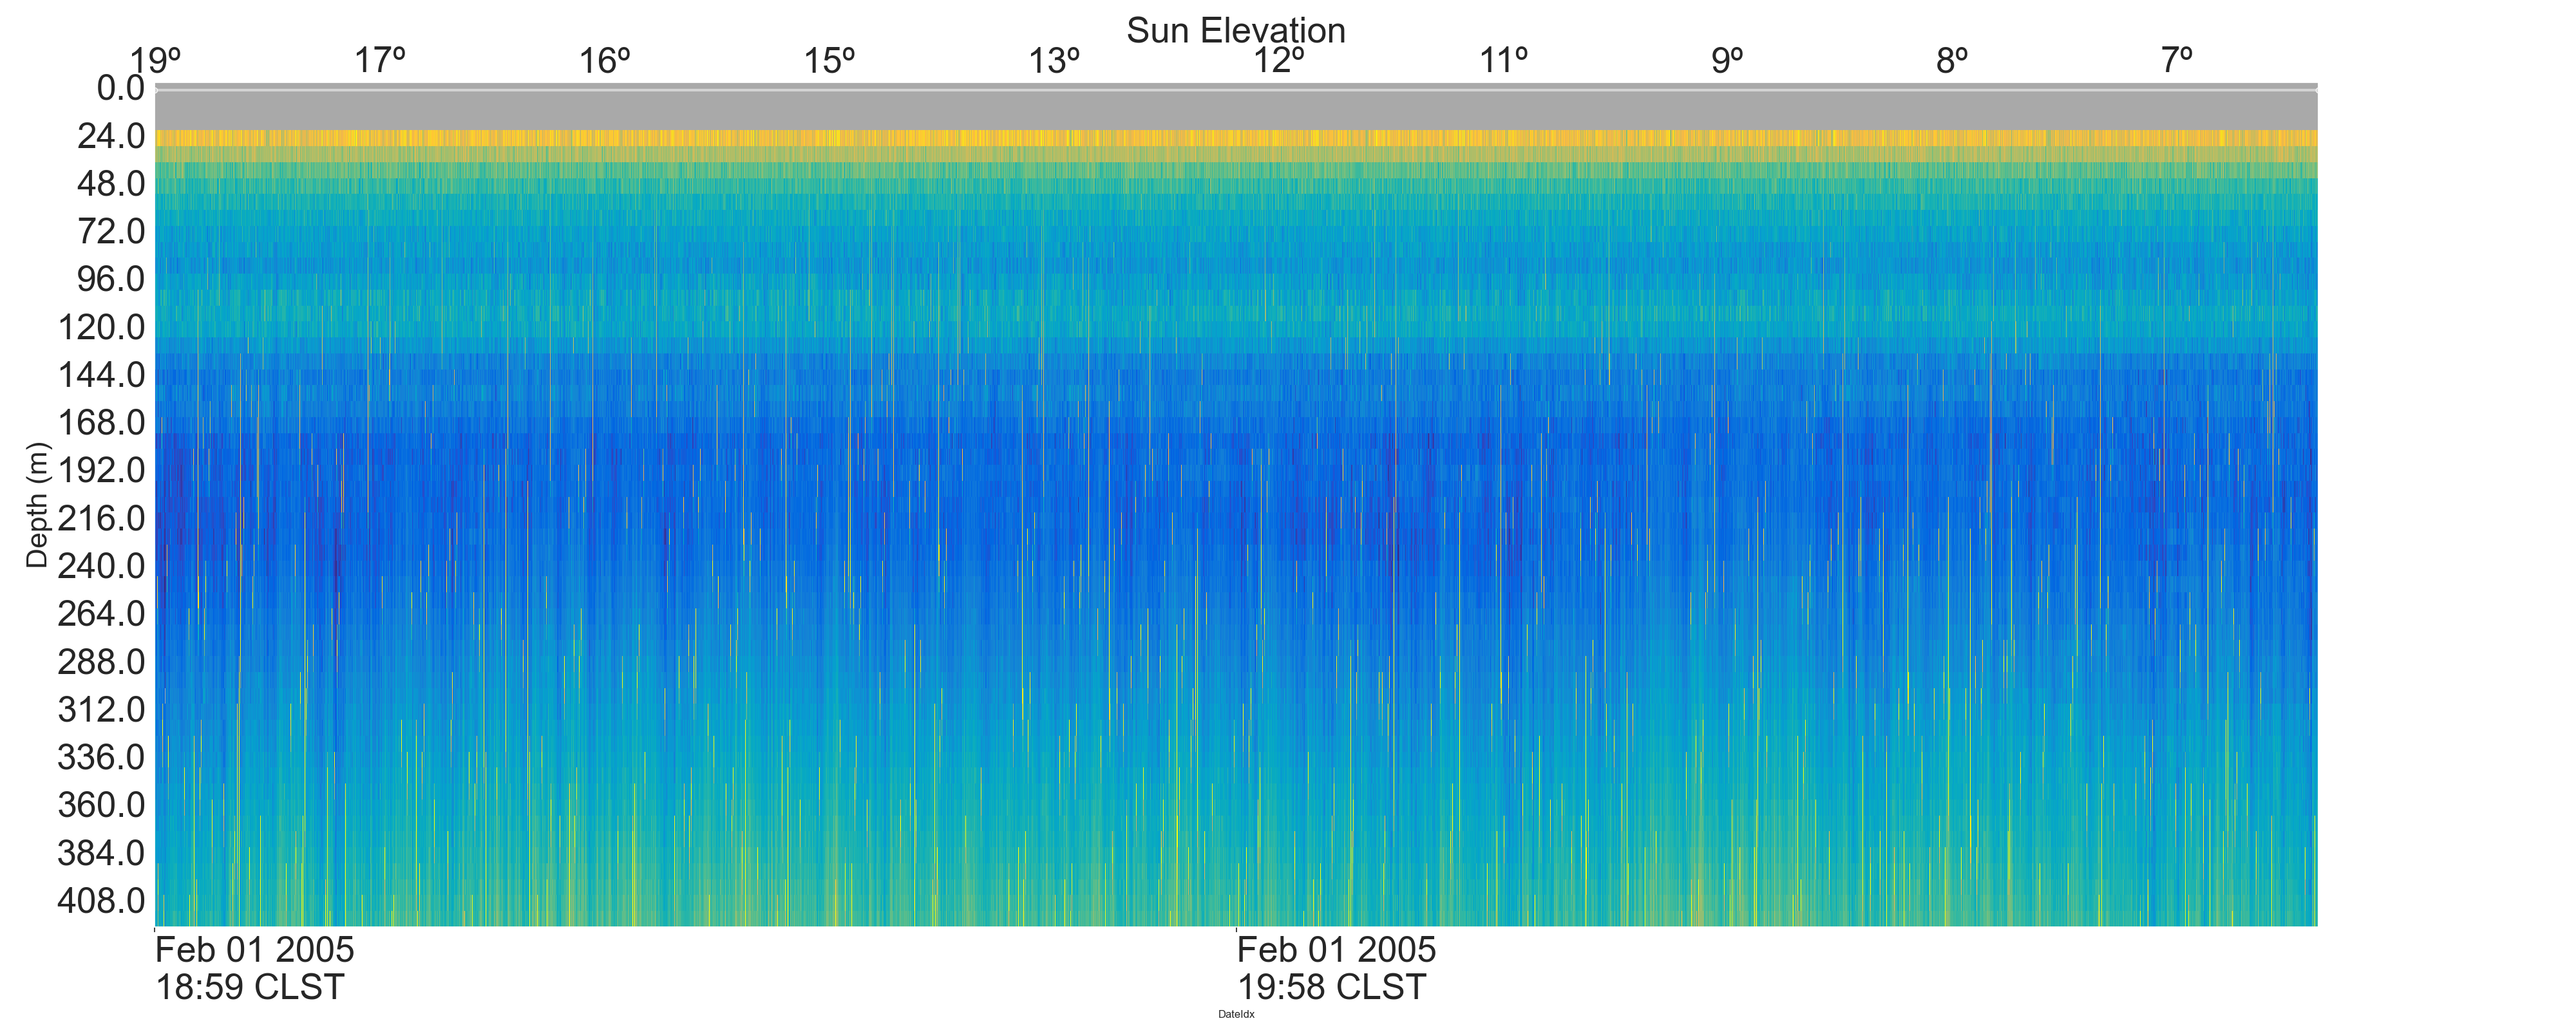 Sun Elevation
19º 17º 16º 15º 13º 12º 11º 9º 8º 7º
0.0
24.0
48.0
72.0
96.0
120.0
144.0
168.0
192.0
216.0
240.0
264.0
288.0
312.0
336.0
360.0
384.0
408.0
Depth (m)
Feb 01 2005
18:59 CLST
Feb 01 2005
19:58 CLST
DateIdx